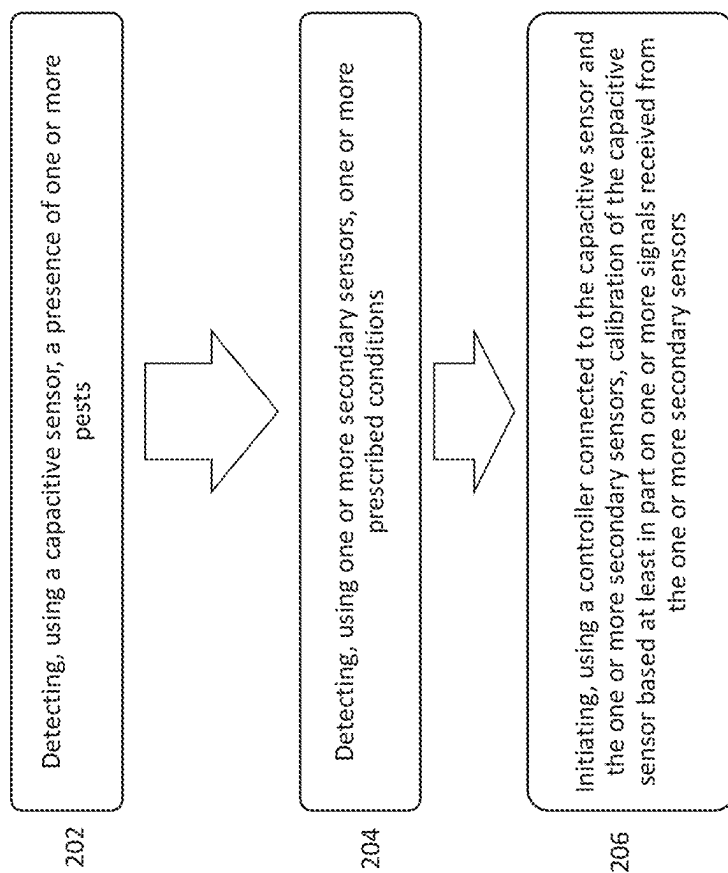 202
Detecting, using a capacitive sensor, a presence of one or more
pests
204
Detecting, using one or more secondary sensors, one or more
prescribed conditions
206
Initiating, using a controller connected to the capacitive sensor and
the one or more secondary sensors, calibration of the capacitive
sensor based at least in part on one or more signals received from
the one or more secondary sensors